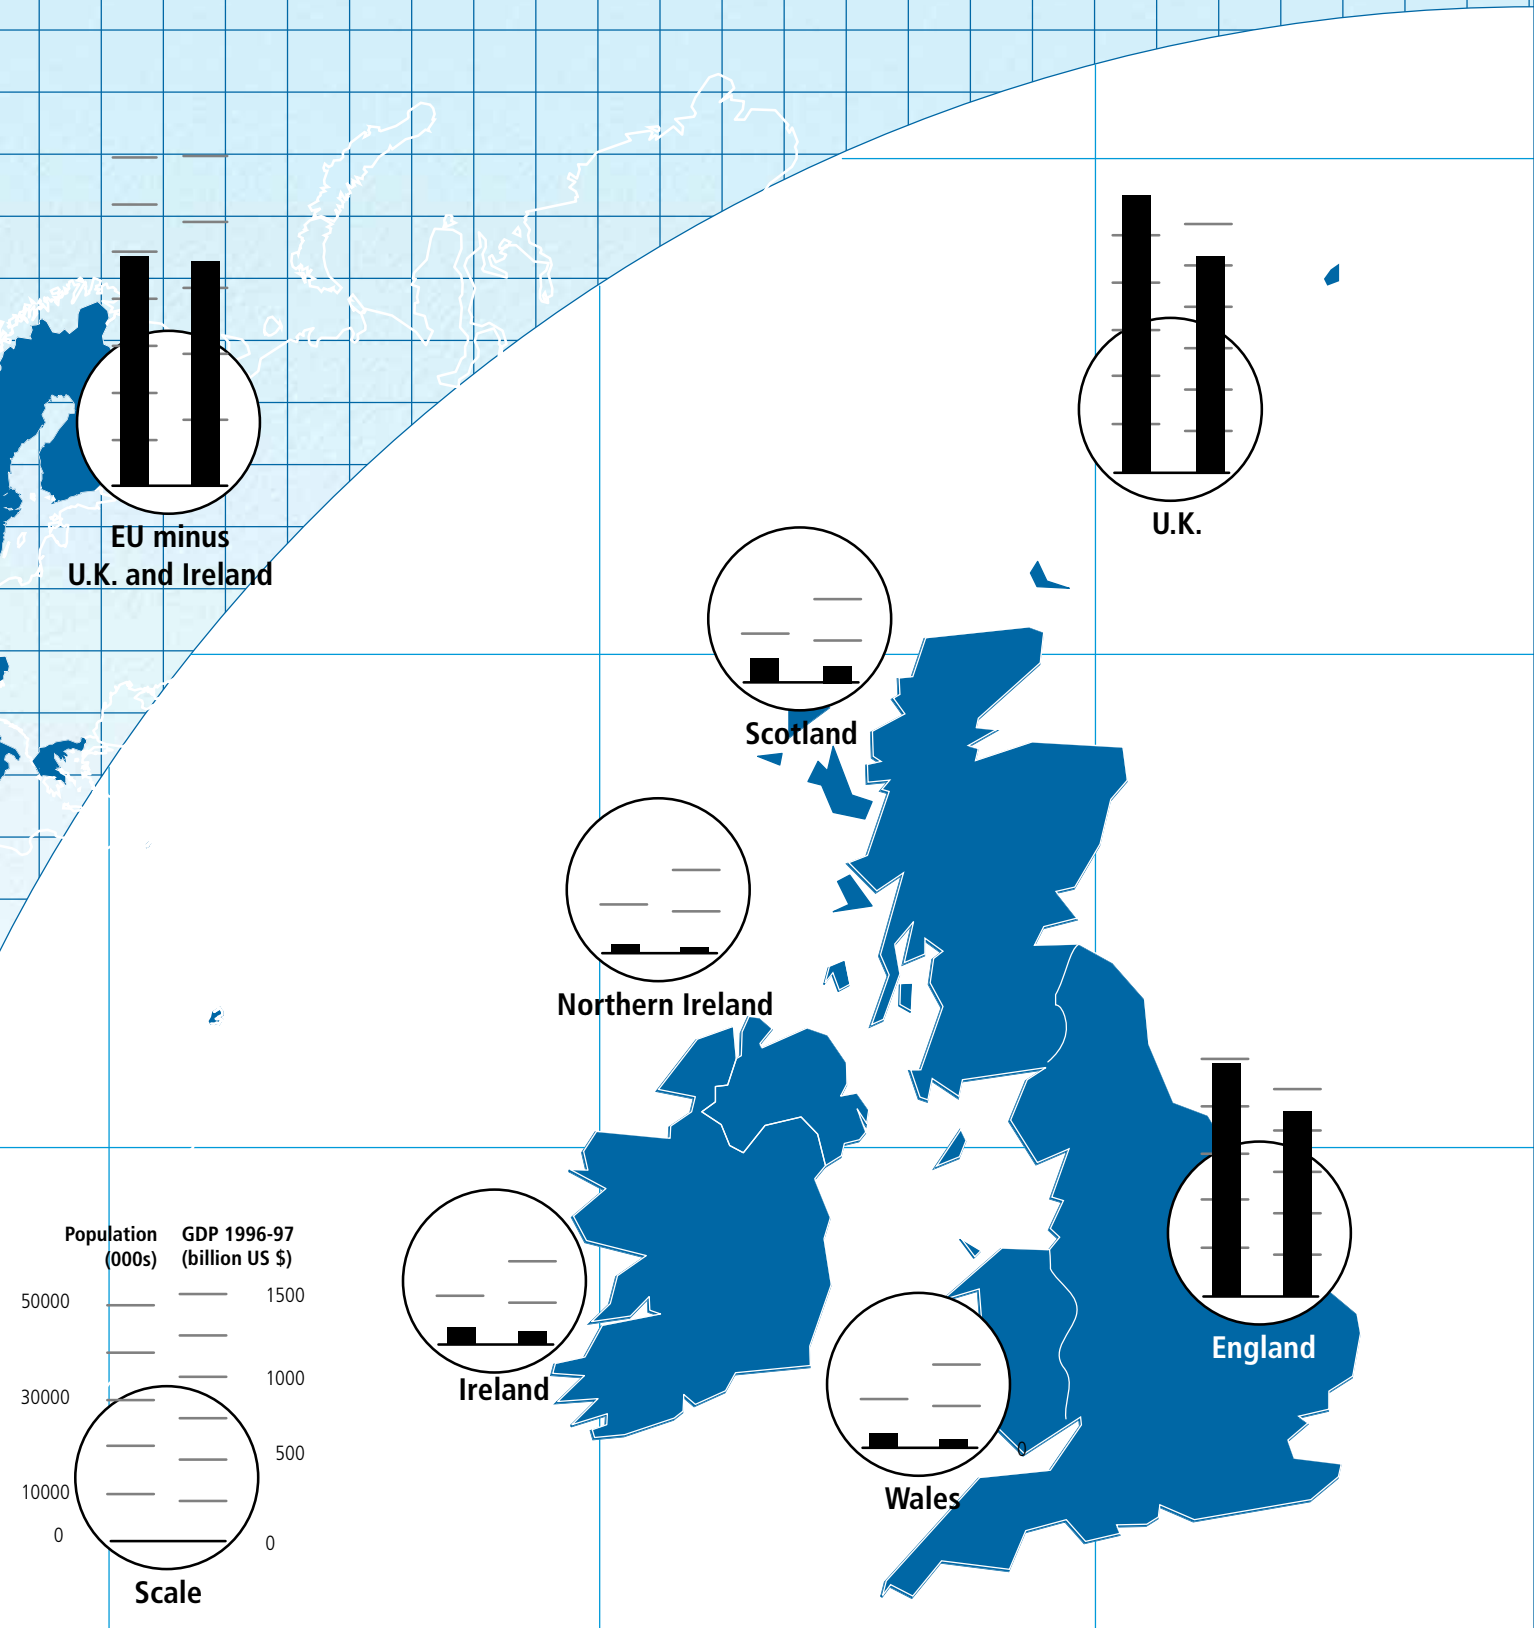 EU minus
U.K. and Ireland
U.K.
Scotland
Northern Ireland
Population
(000s)
GDP 1996-97
(billion US $)
50000
30000
10000
0
1500
1000
500
0
Scale
Ireland
Wales
0
England